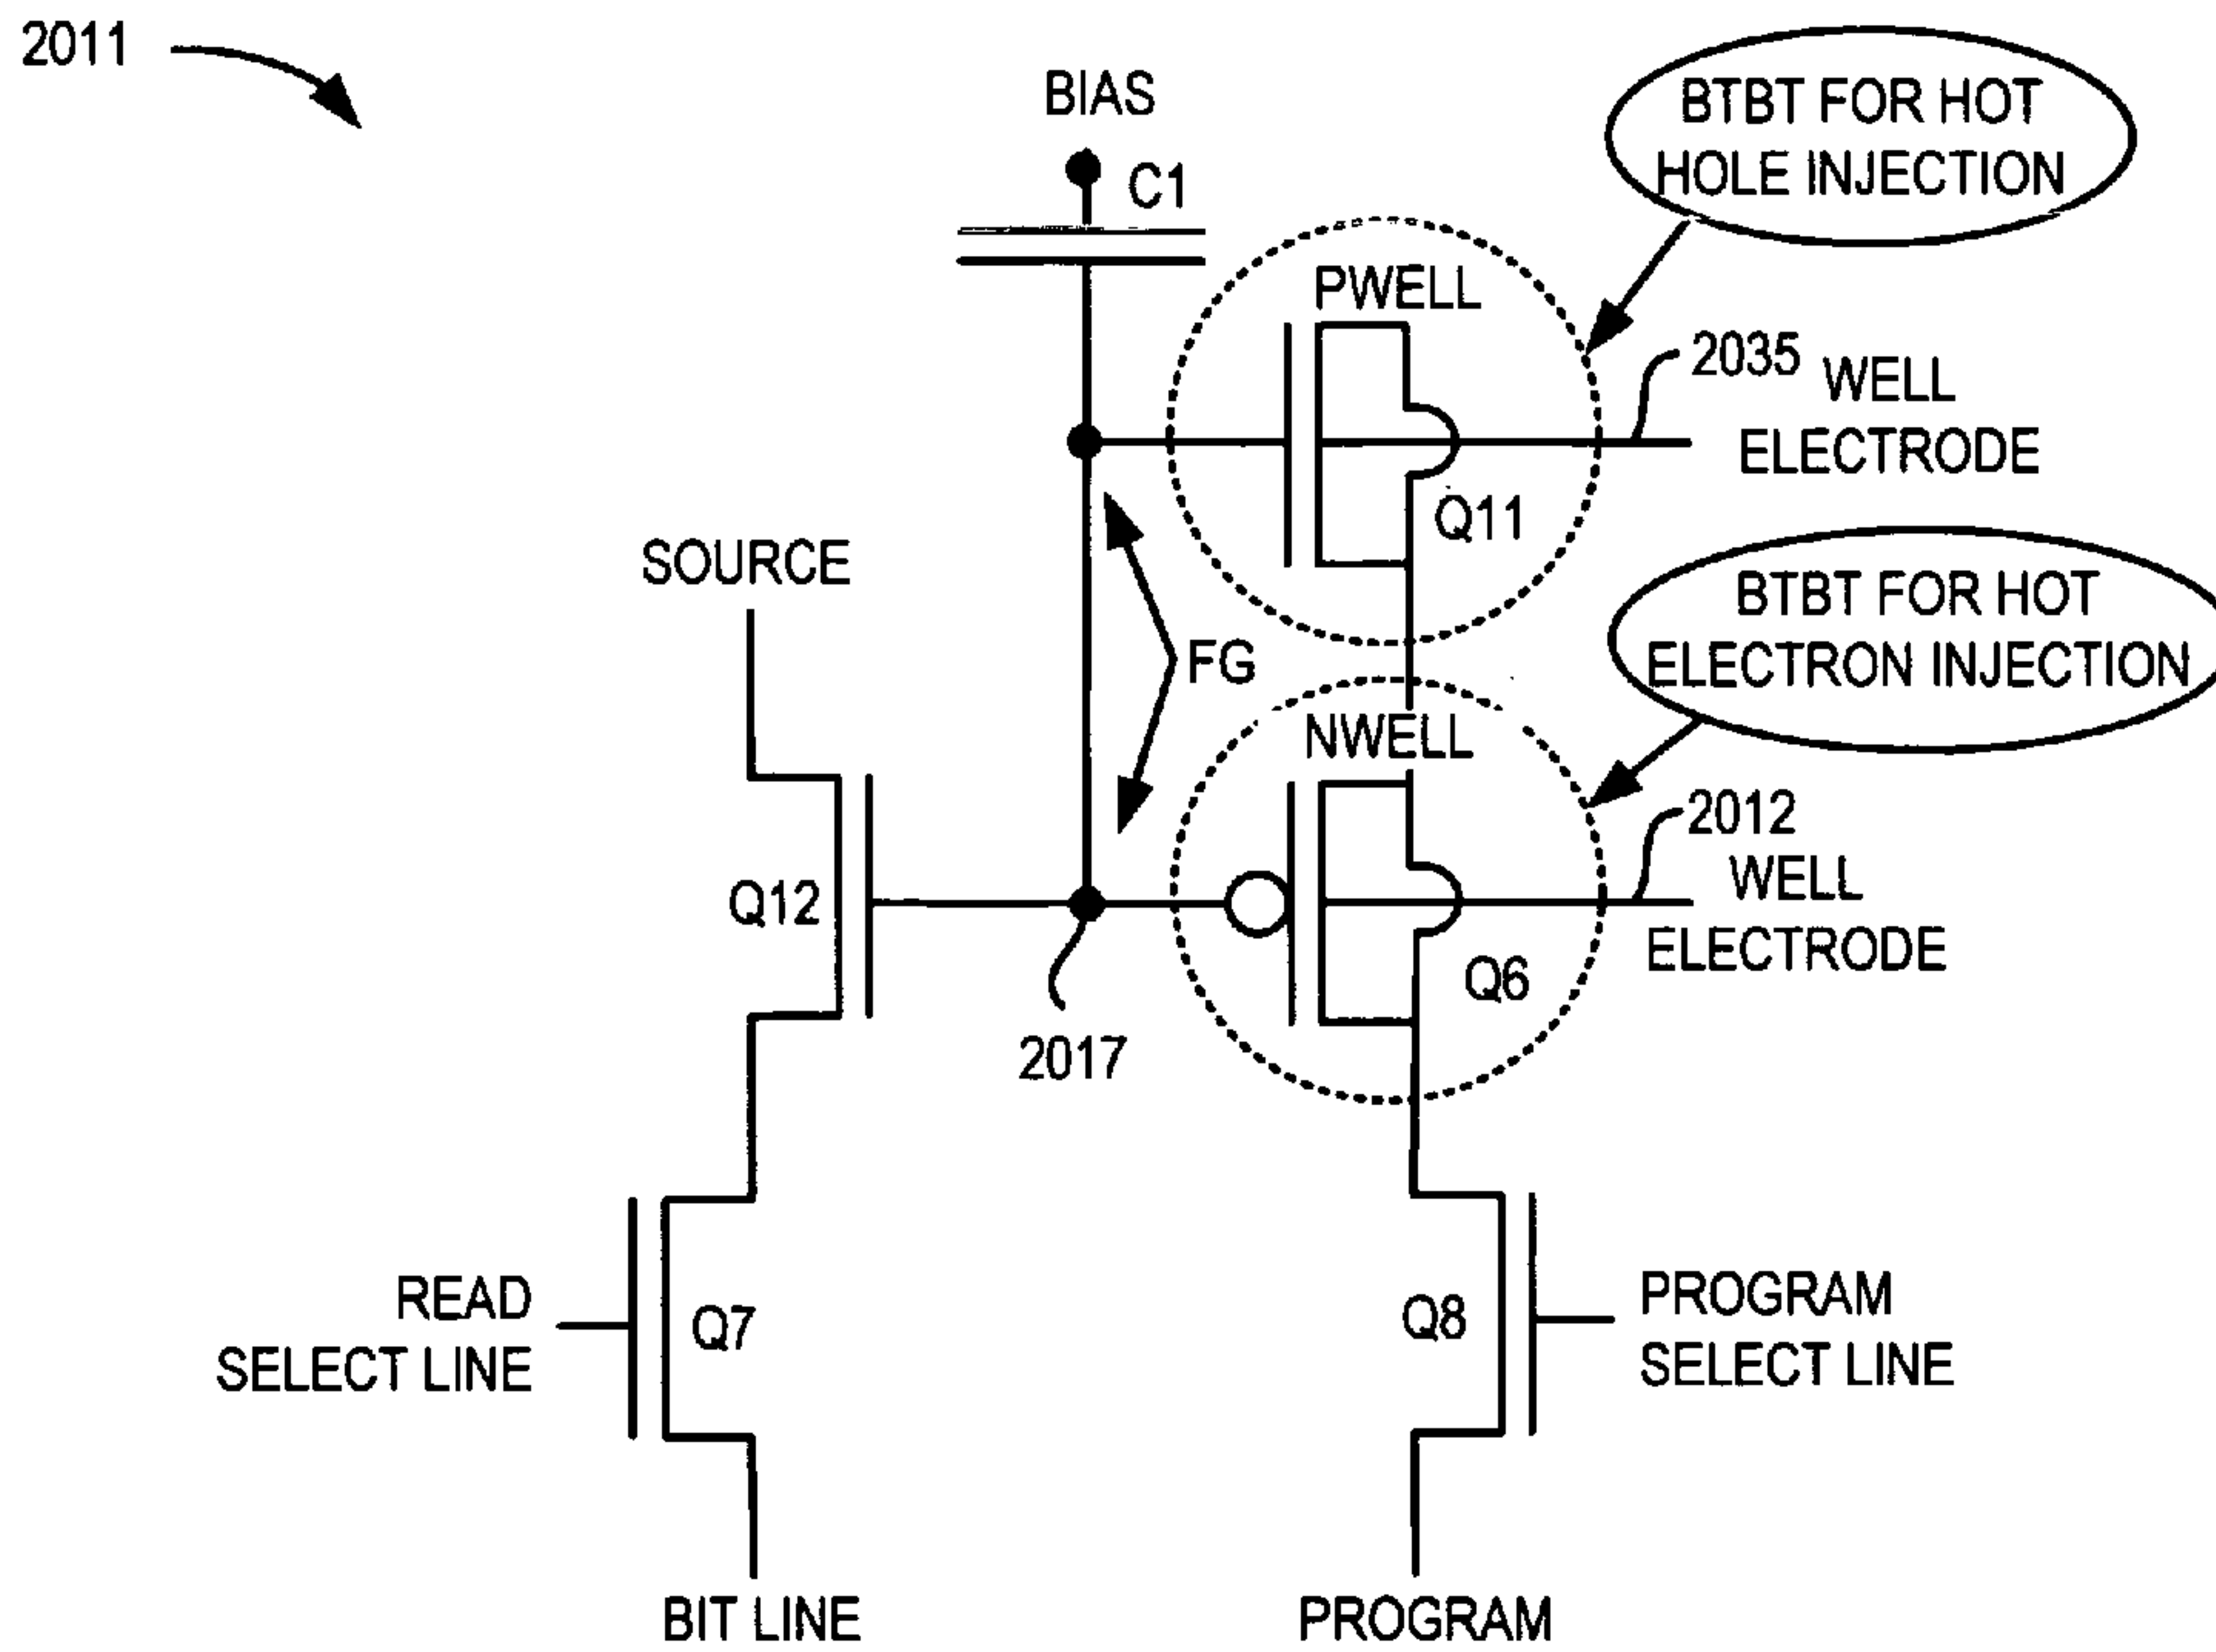 2011
BIAS
C1
BTBT FOR HOT
HOLE INJECTION
PWELL
2035
WELL
ELECTRODE
Q11
SOURCE
BTBT FOR HOT
ELECTRON INJECTION
FG
NWELL
2012
WELL
ELECTRODE
Q12
Q6
2017
READ
SELECT LINE
Q7
Q8
PROGRAM
SELECT LINE
BIT LINE
PROGRAM